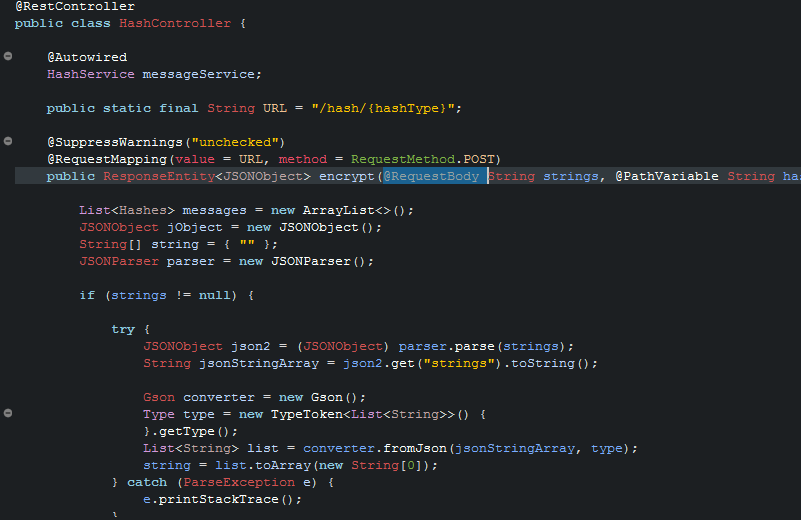 @RestController
public class HashController {
@Autowired
HashService messageService;
public static final String URL = "/hash/{hashType}";
@SuppressWarnings("unchecked")
@RequestMapping(value = URL, method = RequestMethod.POST)
public ResponseEntity<JSONObject> encrypt(@RequestBody String strings, @PathVariable String ha
List<Hashes> messages = new ArrayList<>();
JSONObject jObject = new JSONObject();
String[] string = { "" };
JSONParser parser = new JSONParser();
if (strings != null) {
try {
JSONObject json2 = (JSONObject) parser.parse(strings);
String jsonStringArray = json2.get("strings").toString();
Gson converter = new Gson();
Type type = new TypeToken<List<String>>() {
}.getType();
List<String> list = converter.fromJson(jsonStringArray, type);
string = list.toArray(new String[0]);
} catch (ParseException e) {
e.printStackTrace();
}